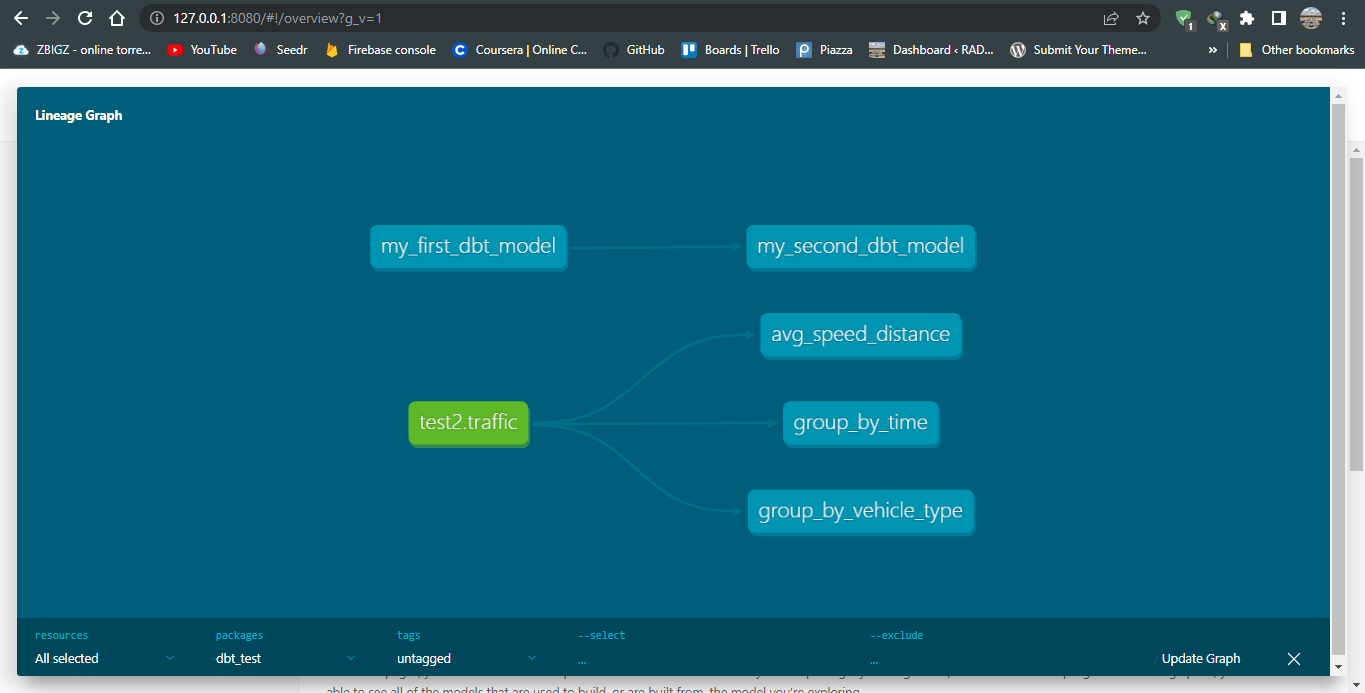 127.0.0.1:8080/#!/overview?g_v=1
1
x
ZBIGZ - online torre...
YouTube
Seedr
Firebase console
Coursera | Online C...
GitHub
Boards | Trello
Piazza
Dashboard ‹ RAD...
Submit Your Theme...
»
Other bookmarks
Lineage Graph
my_first_dbt_model
my_second_dbt_model
avg_speed_distance
test2.traffic
group_by_time
group_by_vehicle_type
resources
packages
tags
--select
--exclude
All selected
dbt_test
untagged
...
...
Update Graph
able to see all of the models that are used to build, or are built from, the model you're exploring.